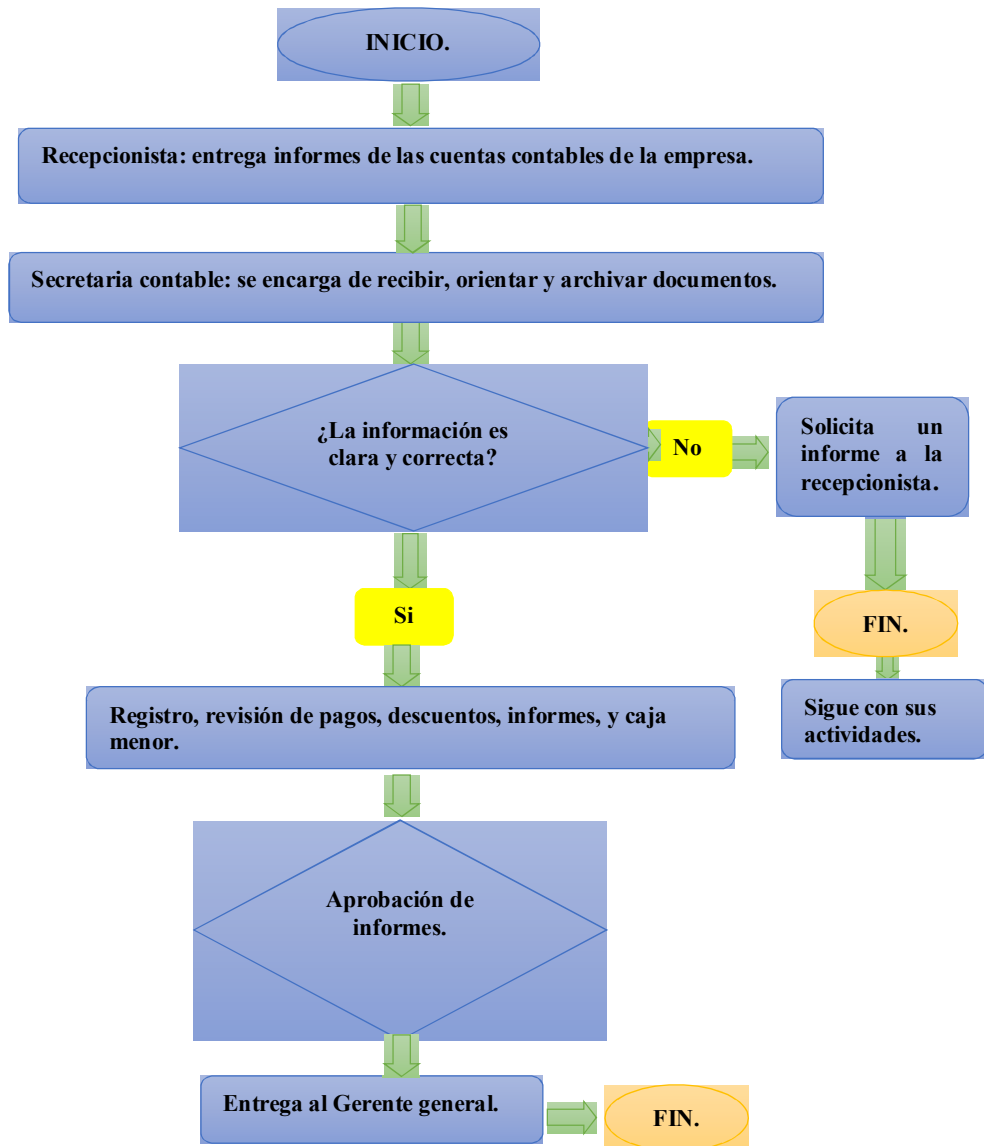 INICIO.
Recepcionista: entrega informes de las cuentas contables de la empresa.
Secretaria contable: se encarga de recibir, orientar y archivar documentos.
¿La información es
clara y correcta?
No
Solicita un
informe a la
recepcionista.
Si
FIN.
Registro, revisión de pagos, descuentos, informes, y caja
menor.
Sigue con sus
actividades.
Aprobación de
informes.
Entrega al Gerente general.
FIN.